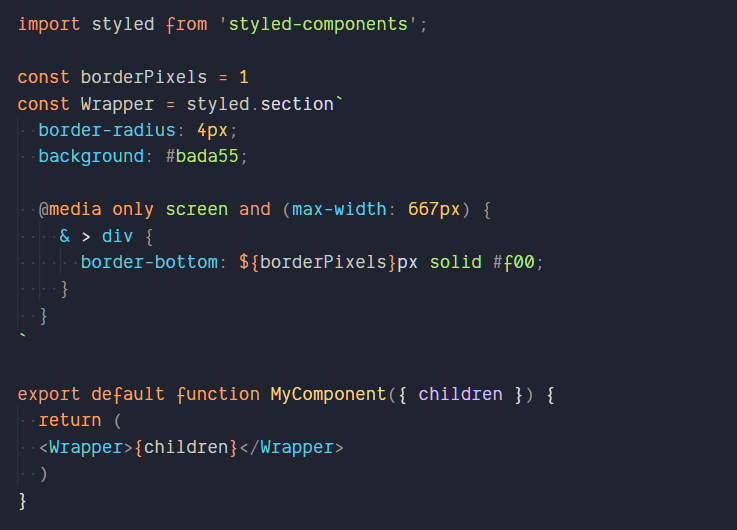 import styled from 'styled-components';

const borderPixels = 1
const Wrapper = styled.section`
  border-radius: 4px;
  background: #bada55;

  @media only screen and (max-width: 667px) {
    & > div {
      border-bottom: ${borderPixels}px solid #f00;
    }
  }
`

export default function MyComponent({ children }) {
  return (
  <Wrapper>{children}</Wrapper>
  )
}